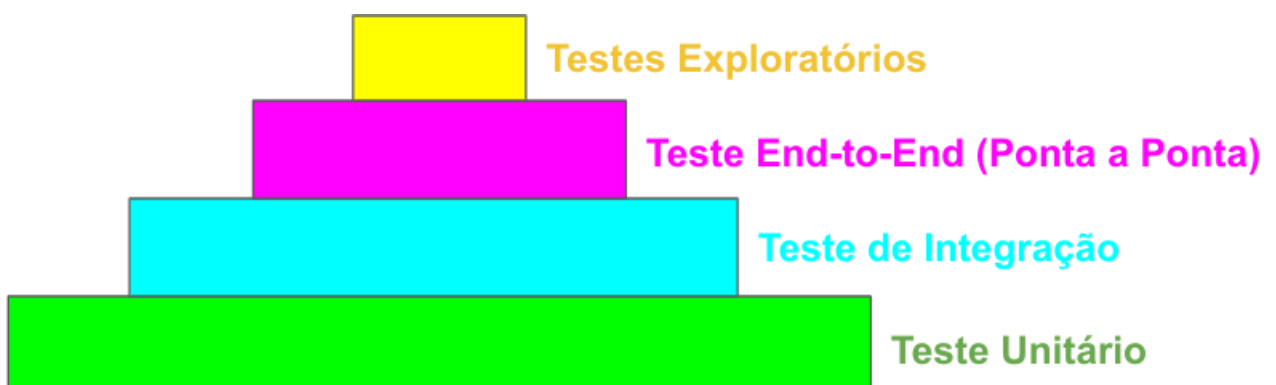 Testes Exploratórios
Teste End-to-End (Ponta a Ponta)
Teste de Integração
Teste Unitário